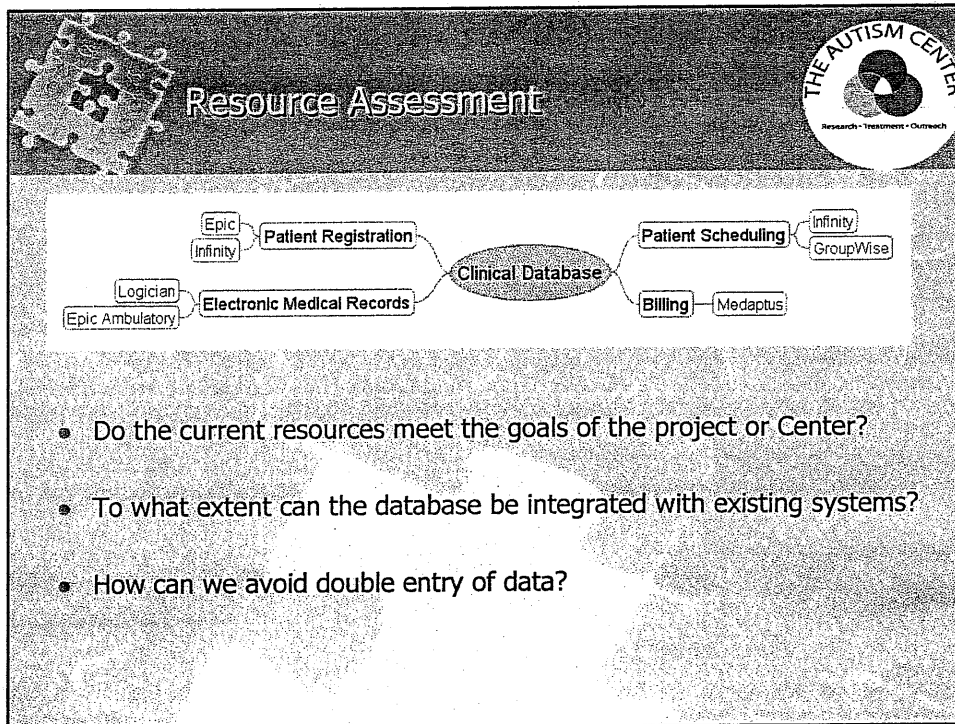 Resource Assessment
THE AUTISM CENTER
Research • Treatment • Outreach
Epic
Infinity
Patient Registration
Logician
Epic Ambulatory
Electronic Medical Records
Clinical Database
Patient Scheduling
Infinity
GroupWise
Billing
Medaptus
• Do the current resources meet the goals of the project or Center?
• To what extent can the database be integrated with existing systems?
• How can we avoid double entry of data?